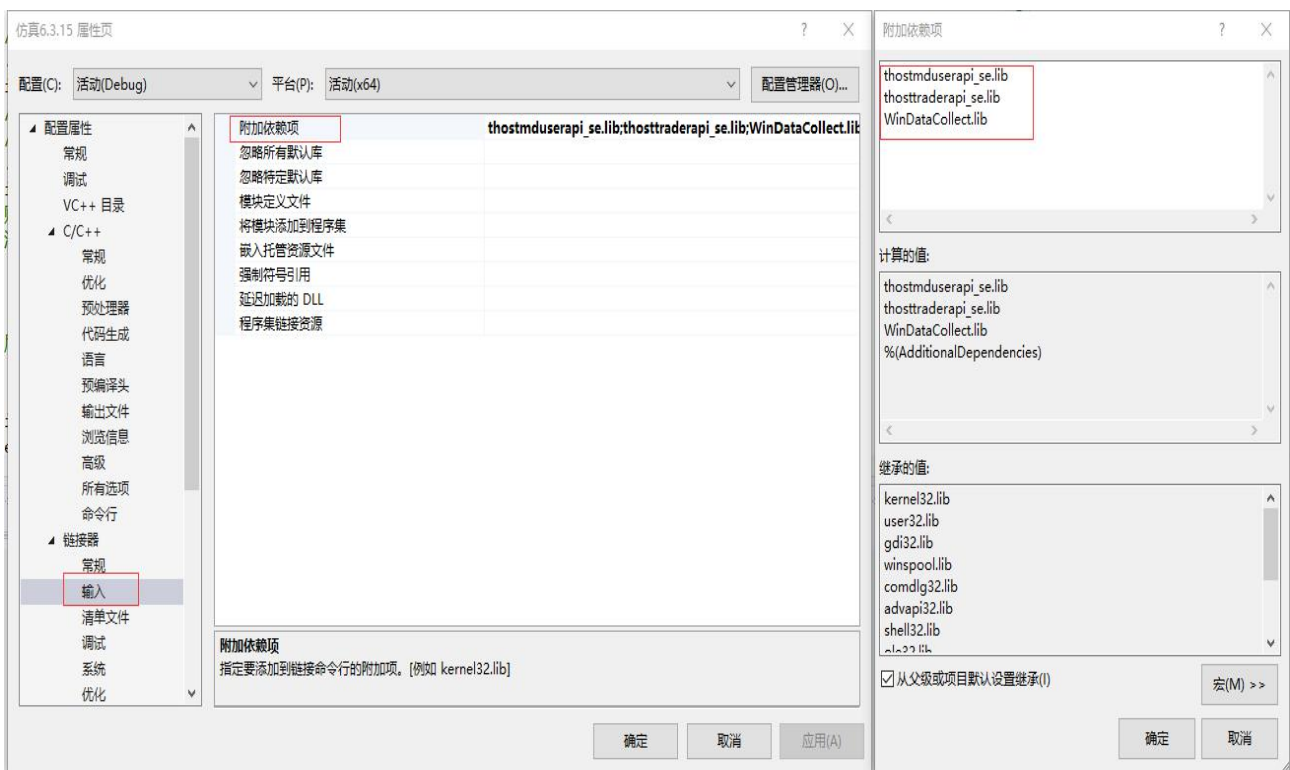 仿真6.3.15 属性页
配置(C): 活动(Debug) 平台(P): 活动(x64) 配置管理器(O)...
配置属性
常规
调试
VC++ 目录
C/C++
常规
优化
预处理器
代码生成
语言
预编译头
输出文件
浏览信息
高级
所有选项
命令行
链接器
常规
输入
清单文件
调试
系统
优化
附加依赖项 thostmduserapi_se.lib;thosttraderapi_se.lib;WinDataCollect.lib
忽略所有默认库
忽略特定默认库
模块定义文件
将模块添加到程序集
嵌入托管资源文件
强制符号引用
延迟加载的 DLL
程序集链接资源
附加依赖项
指定要添加到链接命令行的附加项。[例如 kernel32.lib]
确定 取消 应用(A)
附加依赖项
thostmduserapi_se.lib
thosttraderapi_se.lib
WinDataCollect.lib
计算的值:
thostmduserapi_se.lib
thosttraderapi_se.lib
WinDataCollect.lib
%(AdditionalDependencies)
继承的值:
kernel32.lib
user32.lib
gdi32.lib
winspool.lib
comdlg32.lib
advapi32.lib
shell32.lib
从父级或项目默认设置继承(I)
宏(M) >>
确定 取消